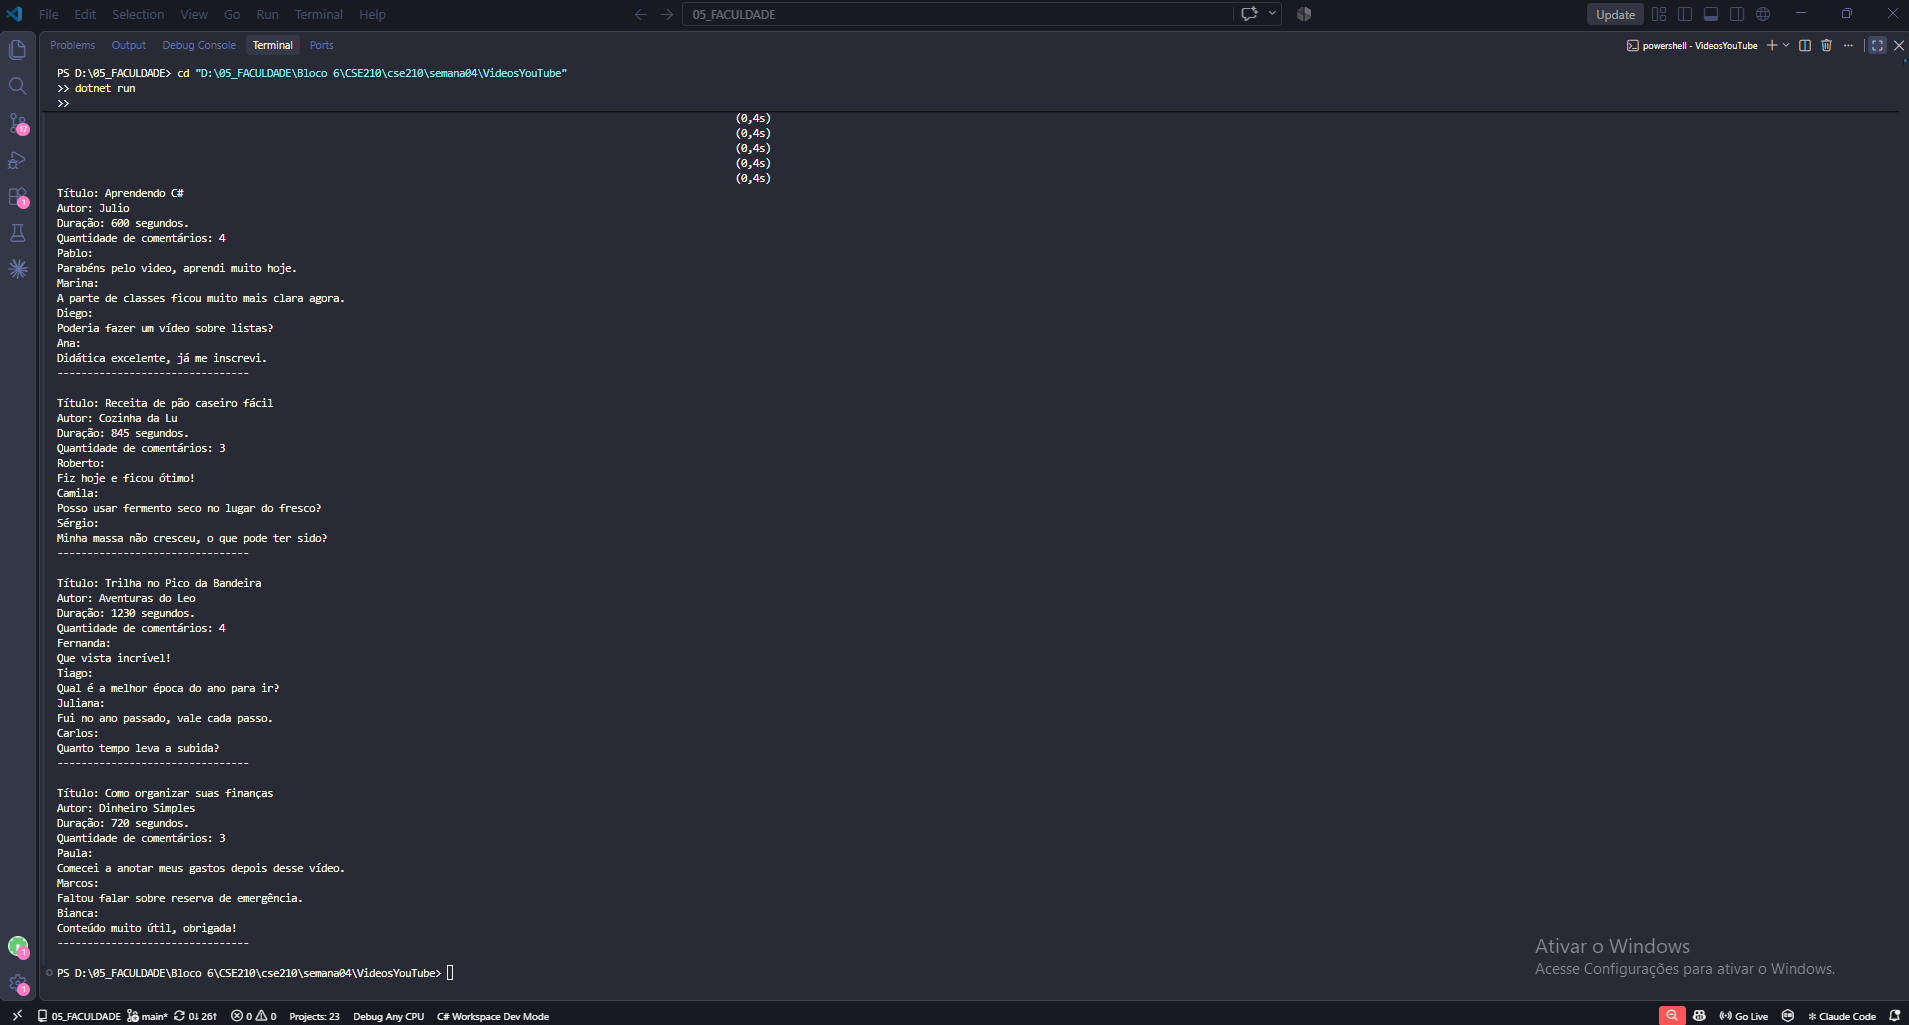 File Edit Selection View Go Run Terminal Help
05_FACULDADE
Update
Problems Output Debug Console Terminal Ports
powershell - VideosYouTube
PS D:\05_FACULDADE> cd "D:\05_FACULDADE\Bloco 6\CSE210\cse210\semana04\VideosYouTube"
>> dotnet run
>>
(0,4s)
(0,4s)
(0,4s)
(0,4s)
(0,4s)
Título: Aprendendo C#
Autor: Julio
Duração: 600 segundos.
Quantidade de comentários: 4
Pablo:
Parabéns pelo video, aprendi muito hoje.
Marina:
A parte de classes ficou muito mais clara agora.
Diego:
Poderia fazer um vídeo sobre listas?
Ana:
Didática excelente, já me inscrevi.
--------------------------------
Título: Receita de pão caseiro fácil
Autor: Cozinha da Lu
Duração: 845 segundos.
Quantidade de comentários: 3
Roberto:
Fiz hoje e ficou ótimo!
Camila:
Posso usar fermento seco no lugar do fresco?
Sérgio:
Minha massa não cresceu, o que pode ter sido?
--------------------------------
Título: Trilha no Pico da Bandeira
Autor: Aventuras do Leo
Duração: 1230 segundos.
Quantidade de comentários: 4
Fernanda:
Que vista incrível!
Tiago:
Qual é a melhor época do ano para ir?
Juliana:
Fui no ano passado, vale cada passo.
Carlos:
Quanto tempo leva a subida?
--------------------------------
Título: Como organizar suas finanças
Autor: Dinheiro Simples
Duração: 720 segundos.
Quantidade de comentários: 3
Paula:
Comecei a anotar meus gastos depois desse vídeo.
Marcos:
Faltou falar sobre reserva de emergência.
Bianca:
Conteúdo muito útil, obrigada!
--------------------------------
PS D:\05_FACULDADE\Bloco 6\CSE210\cse210\semana04\VideosYouTube>
17
1
1
1
Ativar o Windows
Acesse Configurações para ativar o Windows.
05_FACULDADE main* 0↓ 26↑ 0 0 Projects: 23 Debug Any CPU C# Workspace Dev Mode Go Live Claude Code